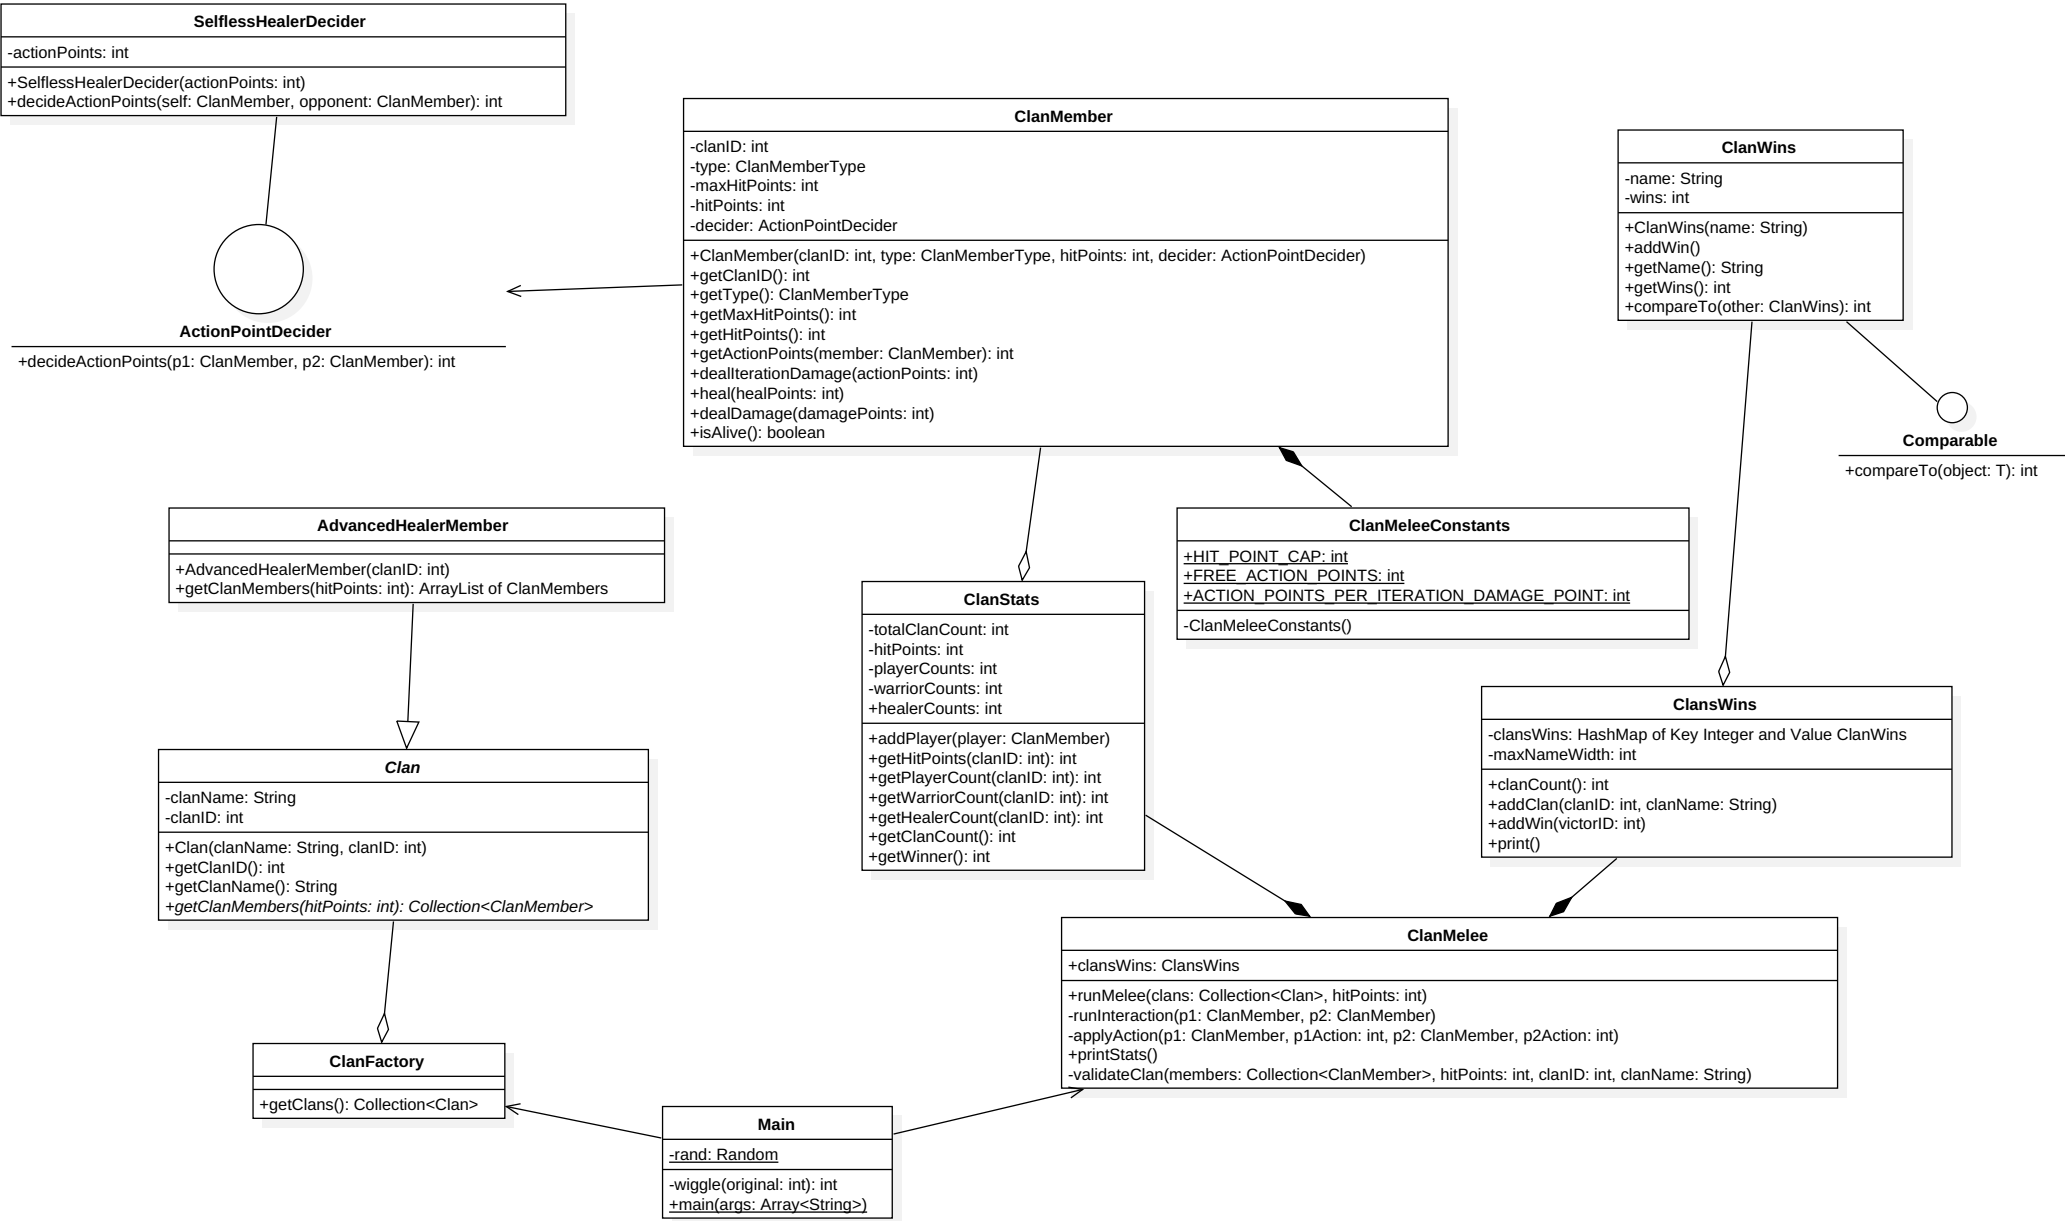 SelflessHealerDecider
-actionPoints: int
+SelflessHealerDecider(actionPoints: int)
+decideActionPoints(self: ClanMember, opponent: ClanMember): int
ActionPointDecider
+decideActionPoints(p1: ClanMember, p2: ClanMember): int
ClanMember
-clanID: int
-type: ClanMemberType
-maxHitPoints: int
-hitPoints: int
-decider: ActionPointDecider
+ClanMember(clanID: int, type: ClanMemberType, hitPoints: int, decider: ActionPointDecider)
+getClanID(): int
+getType(): ClanMemberType
+getMaxHitPoints(): int
+getHitPoints(): int
+getActionPoints(member: ClanMember): int
+dealIterationDamage(actionPoints: int)
+heal(healPoints: int)
+dealDamage(damagePoints: int)
+isAlive(): boolean
ClanWins
-name: String
-wins: int
+ClanWins(name: String)
+addWin()
+getName(): String
+getWins(): int
+compareTo(other: ClanWins): int
Comparable
+compareTo(object: T): int
AdvancedHealerMember
+AdvancedHealerMember(clanID: int)
+getClanMembers(hitPoints: int): ArrayList of ClanMembers
ClanMeleeConstants
+HIT_POINT_CAP: int
+FREE_ACTION_POINTS: int
+ACTION_POINTS_PER_ITERATION_DAMAGE_POINT: int
-ClanMeleeConstants()
ClanStats
-totalClanCount: int
-hitPoints: int
-playerCounts: int
-warriorCounts: int
+healerCounts: int
+addPlayer(player: ClanMember)
+getHitPoints(clanID: int): int
+getPlayerCount(clanID: int): int
+getWarriorCount(clanID: int): int
+getHealerCount(clanID: int): int
+getClanCount(): int
+getWinner(): int
ClansWins
-clansWins: HashMap of Key Integer and Value ClanWins
-maxNameWidth: int
+clanCount(): int
+addClan(clanID: int, clanName: String)
+addWin(victorID: int)
+print()
Clan
-clanName: String
-clanID: int
+Clan(clanName: String, clanID: int)
+getClanID(): int
+getClanName(): String
+getClanMembers(hitPoints: int): Collection<ClanMember>
ClanMelee
+clansWins: ClansWins
+runMelee(clans: Collection<Clan>, hitPoints: int)
-runInteraction(p1: ClanMember, p2: ClanMember)
-applyAction(p1: ClanMember, p1Action: int, p2: ClanMember, p2Action: int)
+printStats()
-validateClan(members: Collection<ClanMember>, hitPoints: int, clanID: int, clanName: String)
ClanFactory
+getClans(): Collection<Clan>
Main
-rand: Random
-wiggle(original: int): int
+main(args: Array<String>)